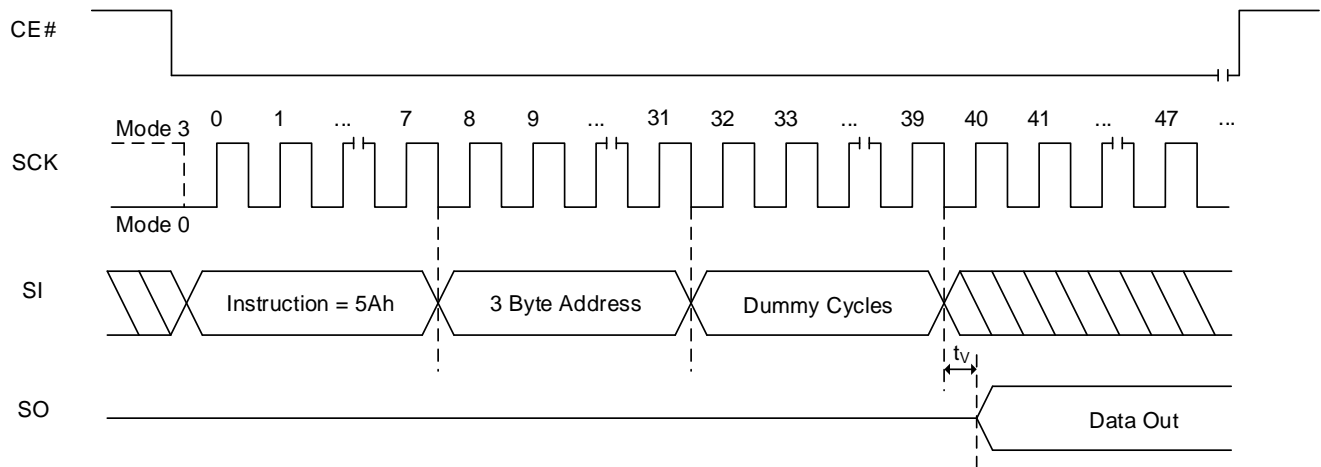 CE#
0 1 ... 7 8 9 ... 31 32 33 ... 39 40 41 ... 47 ...
Mode 3
SCK
Mode 0
SI
Instruction = 5Ah
3 Byte Address
Dummy Cycles
tV
SO
Data Out